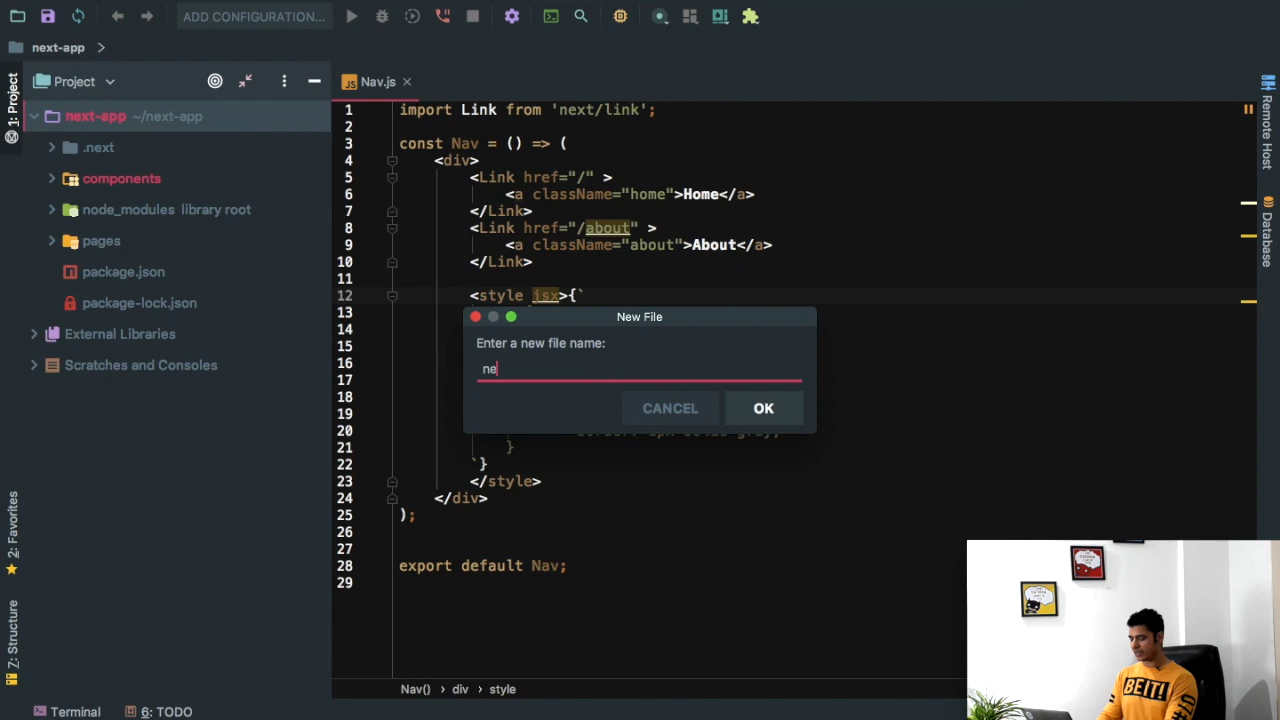 ADD CONFIGURATION...
next-app
1: Project
Project
next-app ~/next-app
.next
components
node_modules library root
pages
package.json
package-lock.json
External Libraries
Scratches and Consoles
2: Favorites
7: Structure
Nav.js
JS
1 import Link from 'next/link';
2
3 const Nav = () => (
4 <div>
5 <Link href="/" >
6 <a className="home">Home</a>
7 </Link>
8 <Link href="/about" >
9 <a className="about">About</a>
10 </Link>
11
12 <style jsx>{`
13
14
15
16
17
18
19
20
21 }
22 `}
23 </style>
24 </div>
25 );
26
27
28 export default Nav;
29
New File
Enter a new file name:
ne
CANCEL
OK
Remote Host
Database
Nav() › div › style
Terminal
6: TODO
BEIT!